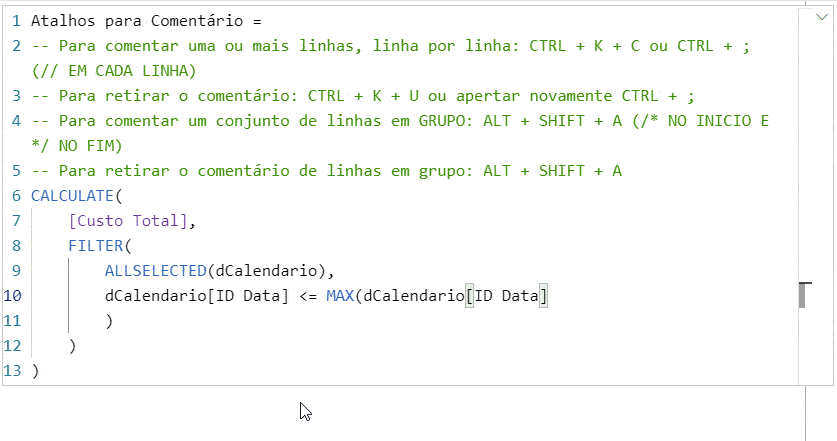 1 Atalhos para Comentário =
2 -- Para comentar uma ou mais linhas, linha por linha: CTRL + K + C ou CTRL + ;
(// EM CADA LINHA)
3 -- Para retirar o comentário: CTRL + K + U ou apertar novamente CTRL + ;
4 -- Para comentar um conjunto de linhas em GRUPO: ALT + SHIFT + A (/* NO INICIO E
*/ NO FIM)
5 -- Para retirar o comentário de linhas em grupo: ALT + SHIFT + A
6 CALCULATE(
7 [Custo Total],
8 FILTER(
9 ALLSELECTED(dCalendario),
10 dCalendario[ID Data] <= MAX(dCalendario[ID Data]
11 )
12 )
13 )